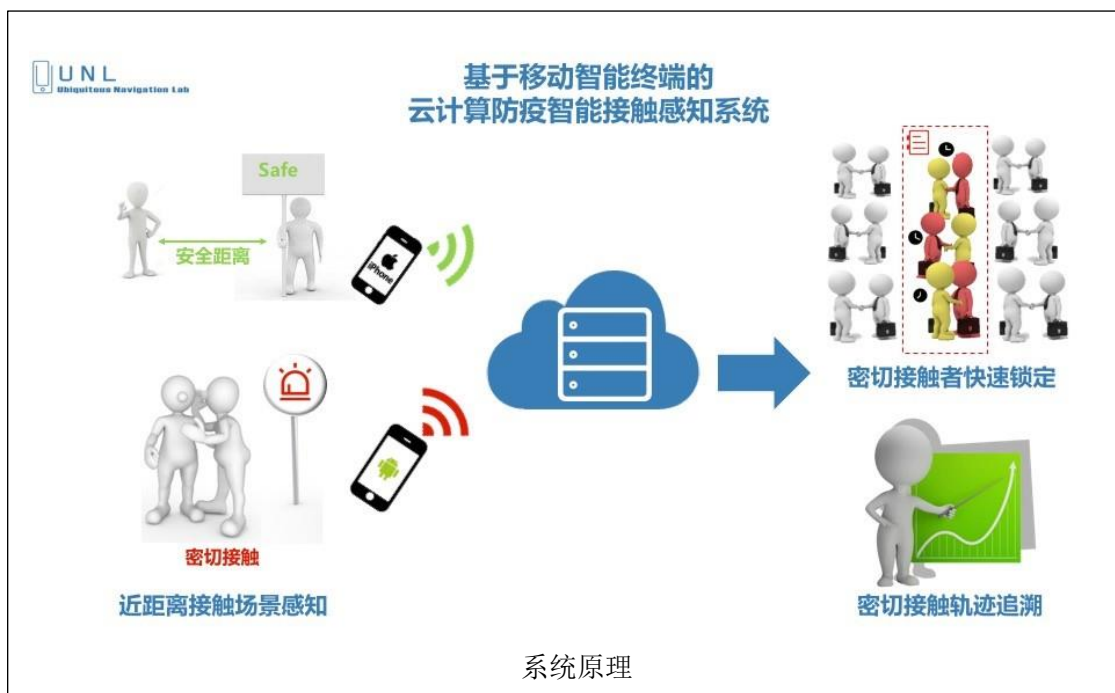 UNL
Ubiquitous Navigation Lab
基于移动智能终端的
云计算防疫智能接触感知系统
Safe
安全距离
iPhone
密切接触者快速锁定
密切接触
近距离接触场景感知
密切接触轨迹追溯
系统原理